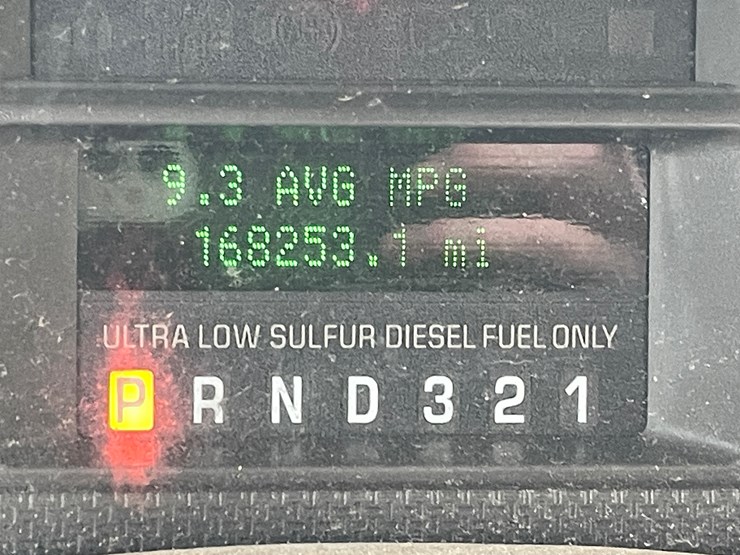 9.3 AVG MPG
168253.1 mi
ULTRA LOW SULFUR DIESEL FUEL ONLY
P R N D 3 2 1